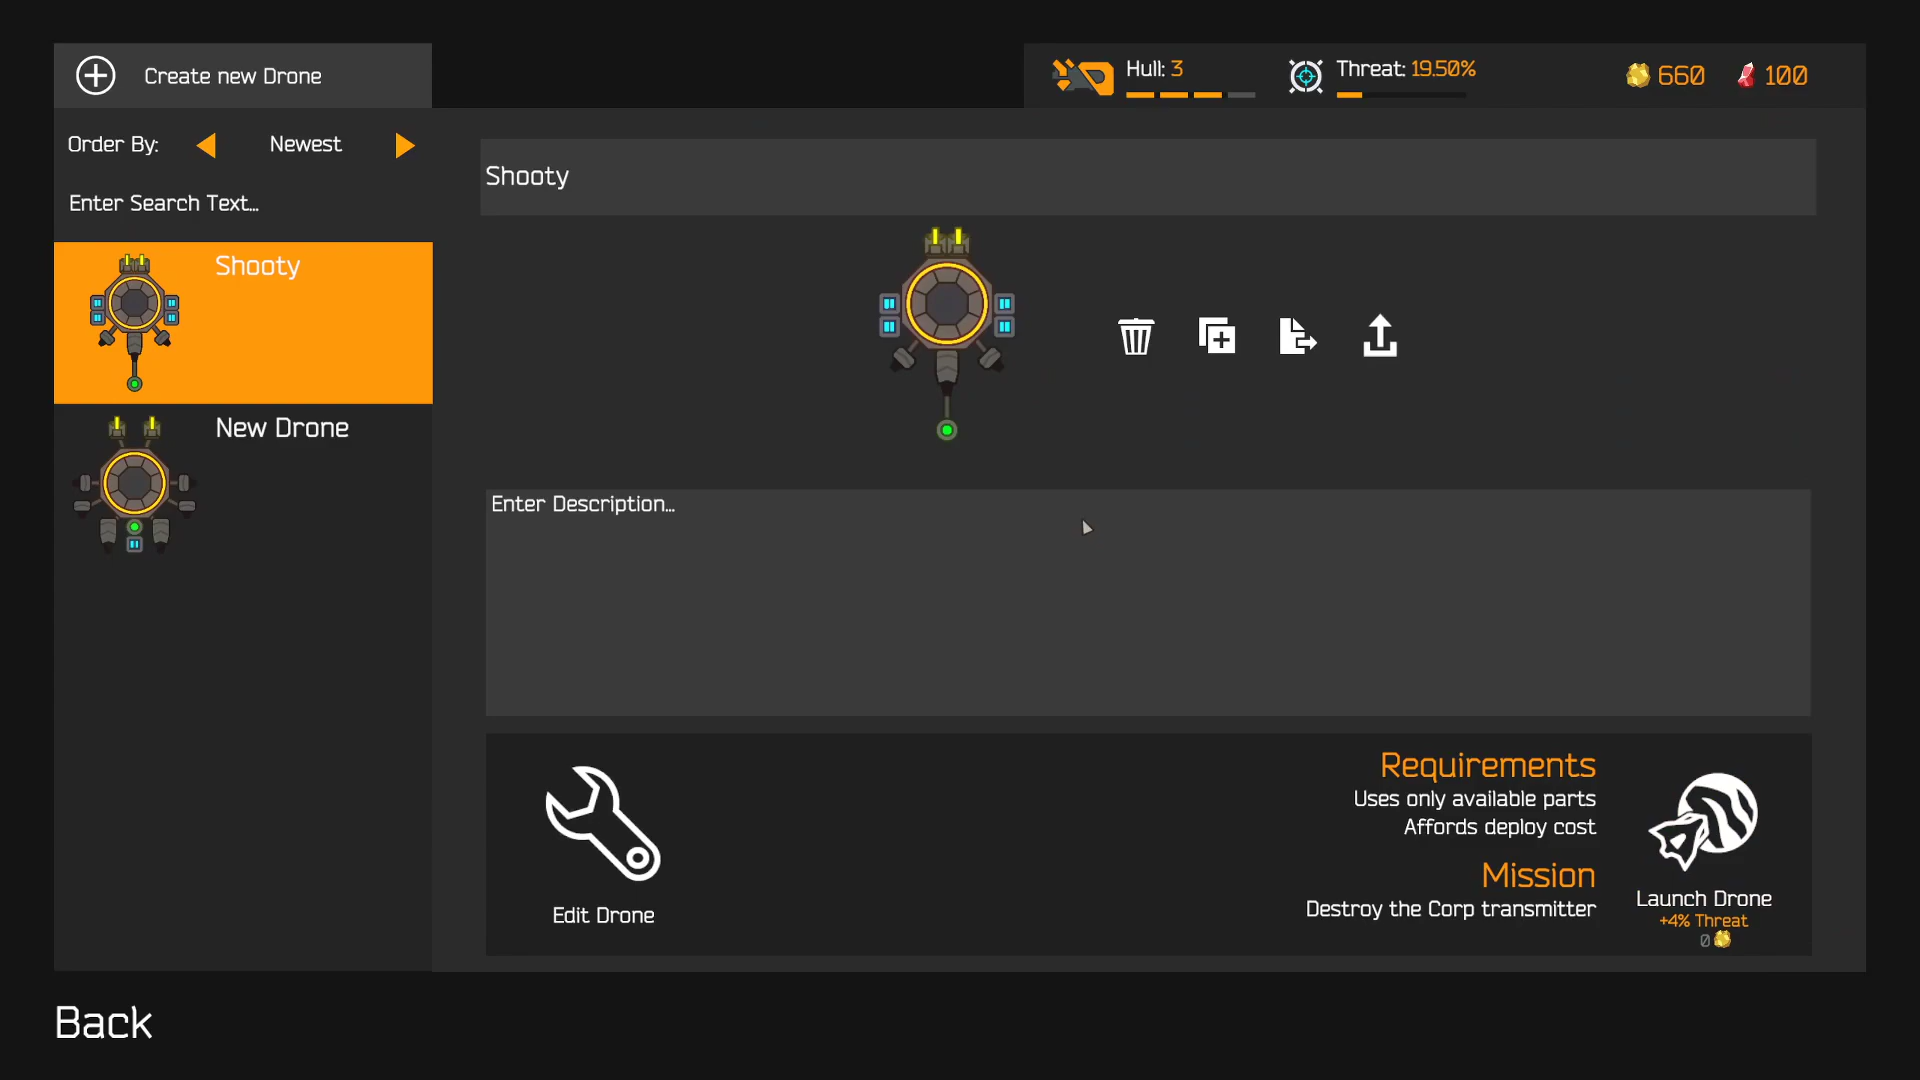 Create new Drone
Hull: 3
Threat: 19.50%
660
100
Order By:
Newest
Enter Search Text...
Shooty
New Drone
Shooty
Enter Description...
Edit Drone
Requirements
Uses only available parts
Affords deploy cost
Mission
Destroy the Corp transmitter
Launch Drone
+4% Threat
0
Back